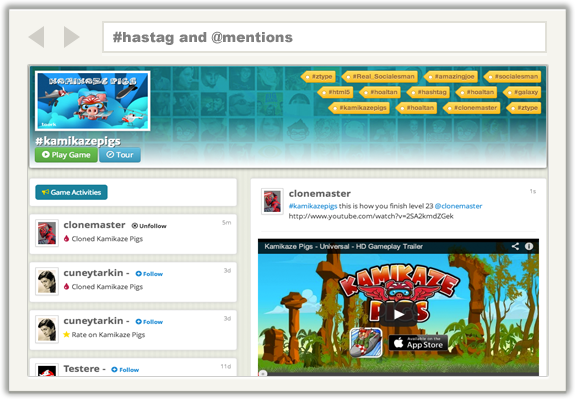 #hastag and @mentions
KAMIKAZE PIGS
#ztype #Real_Socialesman #amazingjoe #socialesman
#html5 #hoaltan #hashtag #hoaltan #galaxy
#kamikazepigs #hoaltan #clonemaster #ztype
#kamikazepigs
Play Game Tour
Game Activities
clonemaster Unfollow 5m
Cloned Kamikaze Pigs
cuneytarkin - Follow 3d
Cloned Kamikaze Pigs
cuneytarkin - Follow 3d
Rate on Kamikaze Pigs
Testere - Follow 11d
clonemaster 1s
#kamikazepigs this is how you finish level 23 @clonemaster
http://www.youtube.com/watch?v=2SA2kmdZGek
Kamikaze Pigs - Universal - HD Gameplay Trailer
KAMIKAZE
PIGS
Available on the
App Store